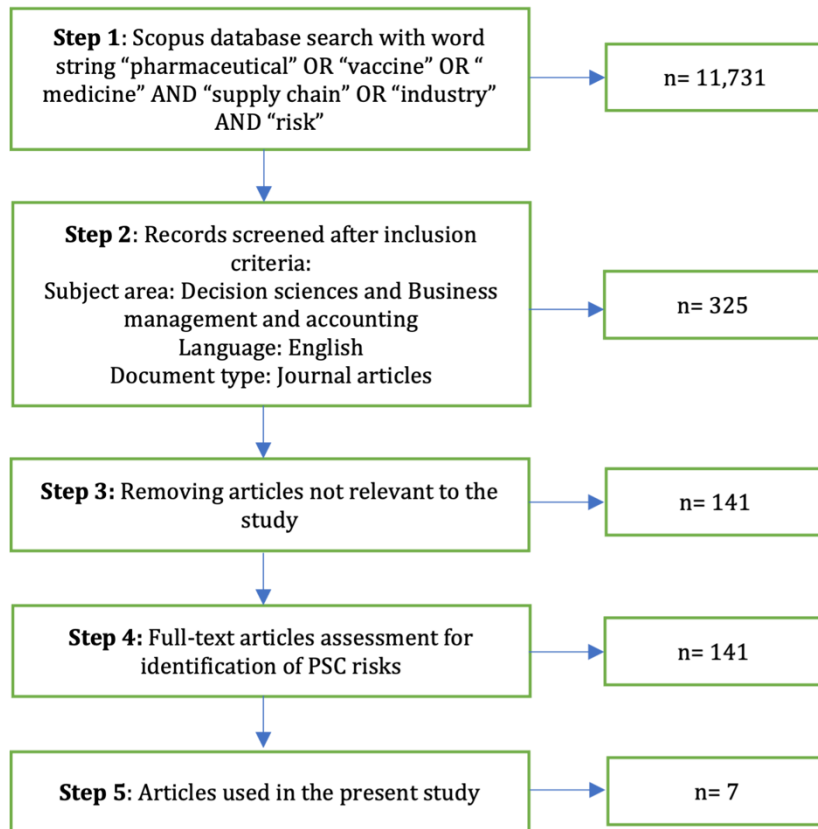 Step 1: Scopus database search with word
string “pharmaceutical” OR “vaccine” OR “
medicine” AND “supply chain” OR “industry”
AND “risk”
n= 11,731
Step 2: Records screened after inclusion
criteria:
Subject area: Decision sciences and Business
management and accounting
Language: English
Document type: Journal articles
n= 325
Step 3: Removing articles not relevant to the
study
n= 141
Step 4: Full-text articles assessment for
identification of PSC risks
n= 141
Step 5: Articles used in the present study
n= 7